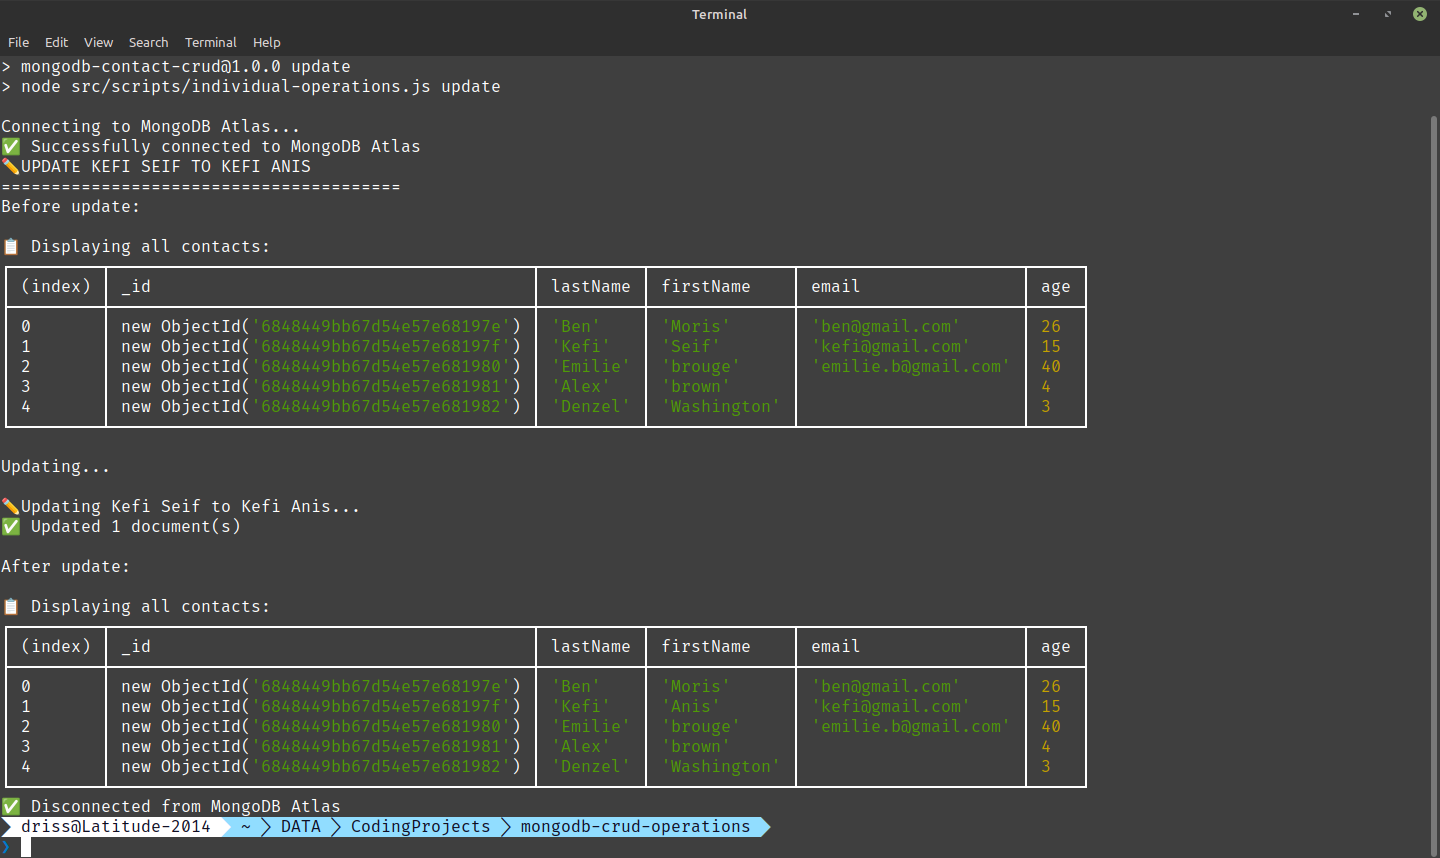 Terminal
File Edit View Search Terminal Help
> mongodb-contact-crud@1.0.0 update
> node src/scripts/individual-operations.js update
Connecting to MongoDB Atlas...
✅ Successfully connected to MongoDB Atlas
✏️UPDATE KEFI SEIF TO KEFI ANIS
========================================
Before update:
📋 Displaying all contacts:
(index) _id lastName firstName email age
0 new ObjectId('6848449bb67d54e57e68197e') 'Ben' 'Moris' 'ben@gmail.com' 26
1 new ObjectId('6848449bb67d54e57e68197f') 'Kefi' 'Seif' 'kefi@gmail.com' 15
2 new ObjectId('6848449bb67d54e57e681980') 'Emilie' 'brouge' 'emilie.b@gmail.com' 40
3 new ObjectId('6848449bb67d54e57e681981') 'Alex' 'brown' 4
4 new ObjectId('6848449bb67d54e57e681982') 'Denzel' 'Washington' 3
Updating...
✏️Updating Kefi Seif to Kefi Anis...
✅ Updated 1 document(s)
After update:
📋 Displaying all contacts:
(index) _id lastName firstName email age
0 new ObjectId('6848449bb67d54e57e68197e') 'Ben' 'Moris' 'ben@gmail.com' 26
1 new ObjectId('6848449bb67d54e57e68197f') 'Kefi' 'Anis' 'kefi@gmail.com' 15
2 new ObjectId('6848449bb67d54e57e681980') 'Emilie' 'brouge' 'emilie.b@gmail.com' 40
3 new ObjectId('6848449bb67d54e57e681981') 'Alex' 'brown' 4
4 new ObjectId('6848449bb67d54e57e681982') 'Denzel' 'Washington' 3
✅ Disconnected from MongoDB Atlas
driss@Latitude-2014 ~ DATA CodingProjects mongodb-crud-operations
❯